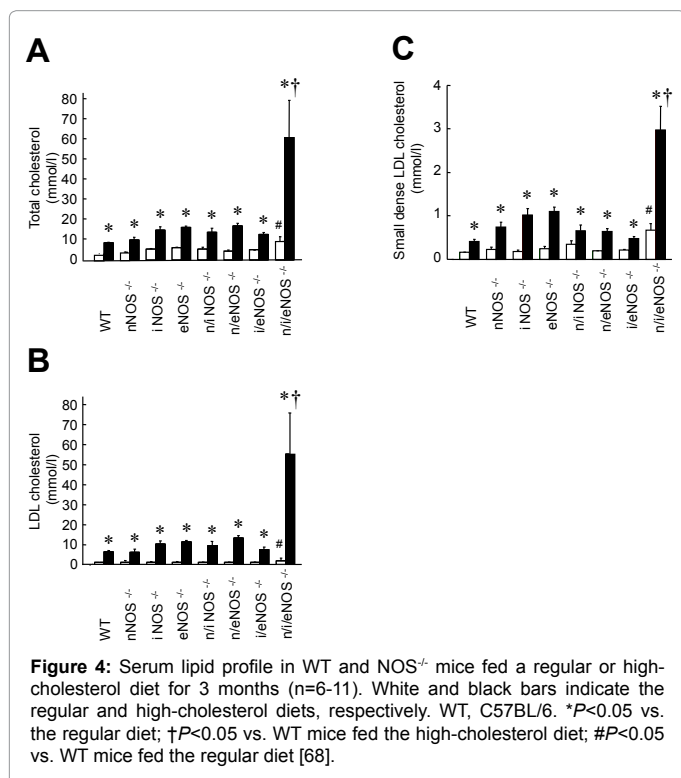 A
*†
80
70
60
50
40
30
20
10
0
Total cholesterol
(mmol/l)
* * * * * * *
#
WT
nNOS -/-
i NOS -/-
eNOS -/-
n/i NOS -/-
n/eNOS -/-
i/eNOS -/-
n/i/eNOS -/-
C
*†
4
3
2
1
0
Small dense LDL cholesterol
(mmol/l)
* * * * * * *
#
WT
nNOS -/-
i NOS -/-
eNOS -/-
n/i NOS -/-
n/eNOS -/-
i/eNOS -/-
n/i/eNOS -/-
B
*†
80
70
60
50
40
30
20
10
0
LDL cholesterol
(mmol/l)
* * * * * * *
#
WT
nNOS -/-
i NOS -/-
eNOS -/-
n/i NOS -/-
n/eNOS -/-
i/eNOS -/-
n/i/eNOS -/-
Figure 4: Serum lipid profile in WT and NOS-/- mice fed a regular or high-
cholesterol diet for 3 months (n=6-11). White and black bars indicate the
regular and high-cholesterol diets, respectively. WT, C57BL/6. *P<0.05 vs.
the regular diet; †P<0.05 vs. WT mice fed the high-cholesterol diet; #P<0.05
vs. WT mice fed the regular diet [68].